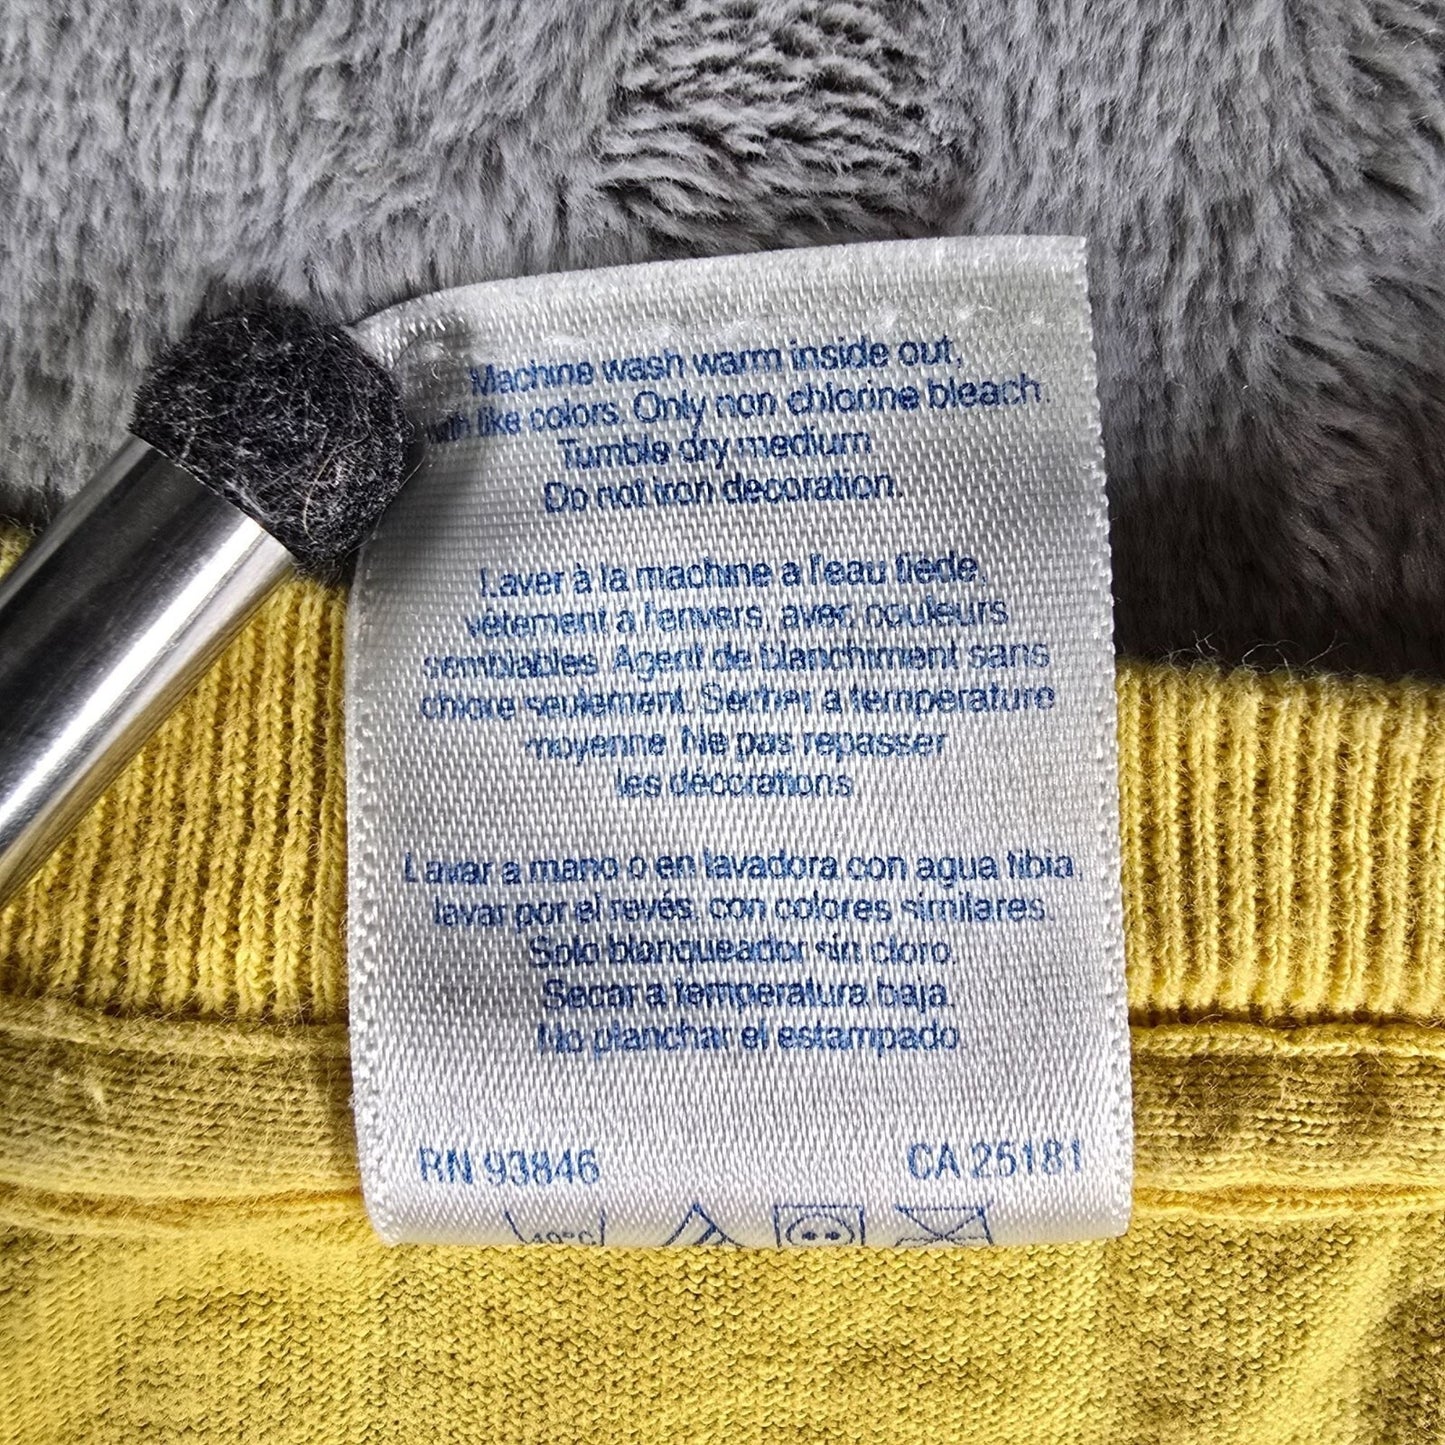 Machine wash warm inside out,
like colors. Only non chlorine bleach.
Tumble dry medium
Do not iron decoration.
Laver à la machine a l'eau tiède,
vêtement a l'envers, avec couleurs
semblables. Agent de blanchiment sans
chlore seulement. Secher a température
moyenne. Ne pas repasser
les décorations.
Lavar a mano o en lavadora con agua tibia,
lavar por el revés, con colores similares.
Solo blanqueador sin cloro.
Secar a temperatura baja.
No planchar el estampado
RN 93846 CA 25181
40°C